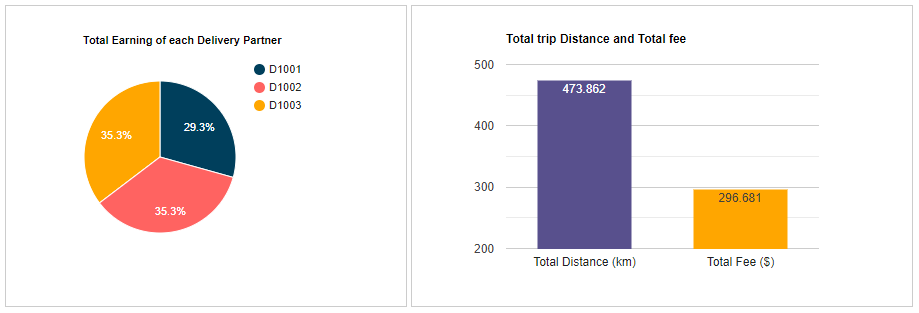 Total Earning of each Delivery Partner
D1001
D1002
D1003
29.3%
35.3%
35.3%
Total trip Distance and Total fee
500
400
300
200
473.862
296.681
Total Distance (km)
Total Fee ($)